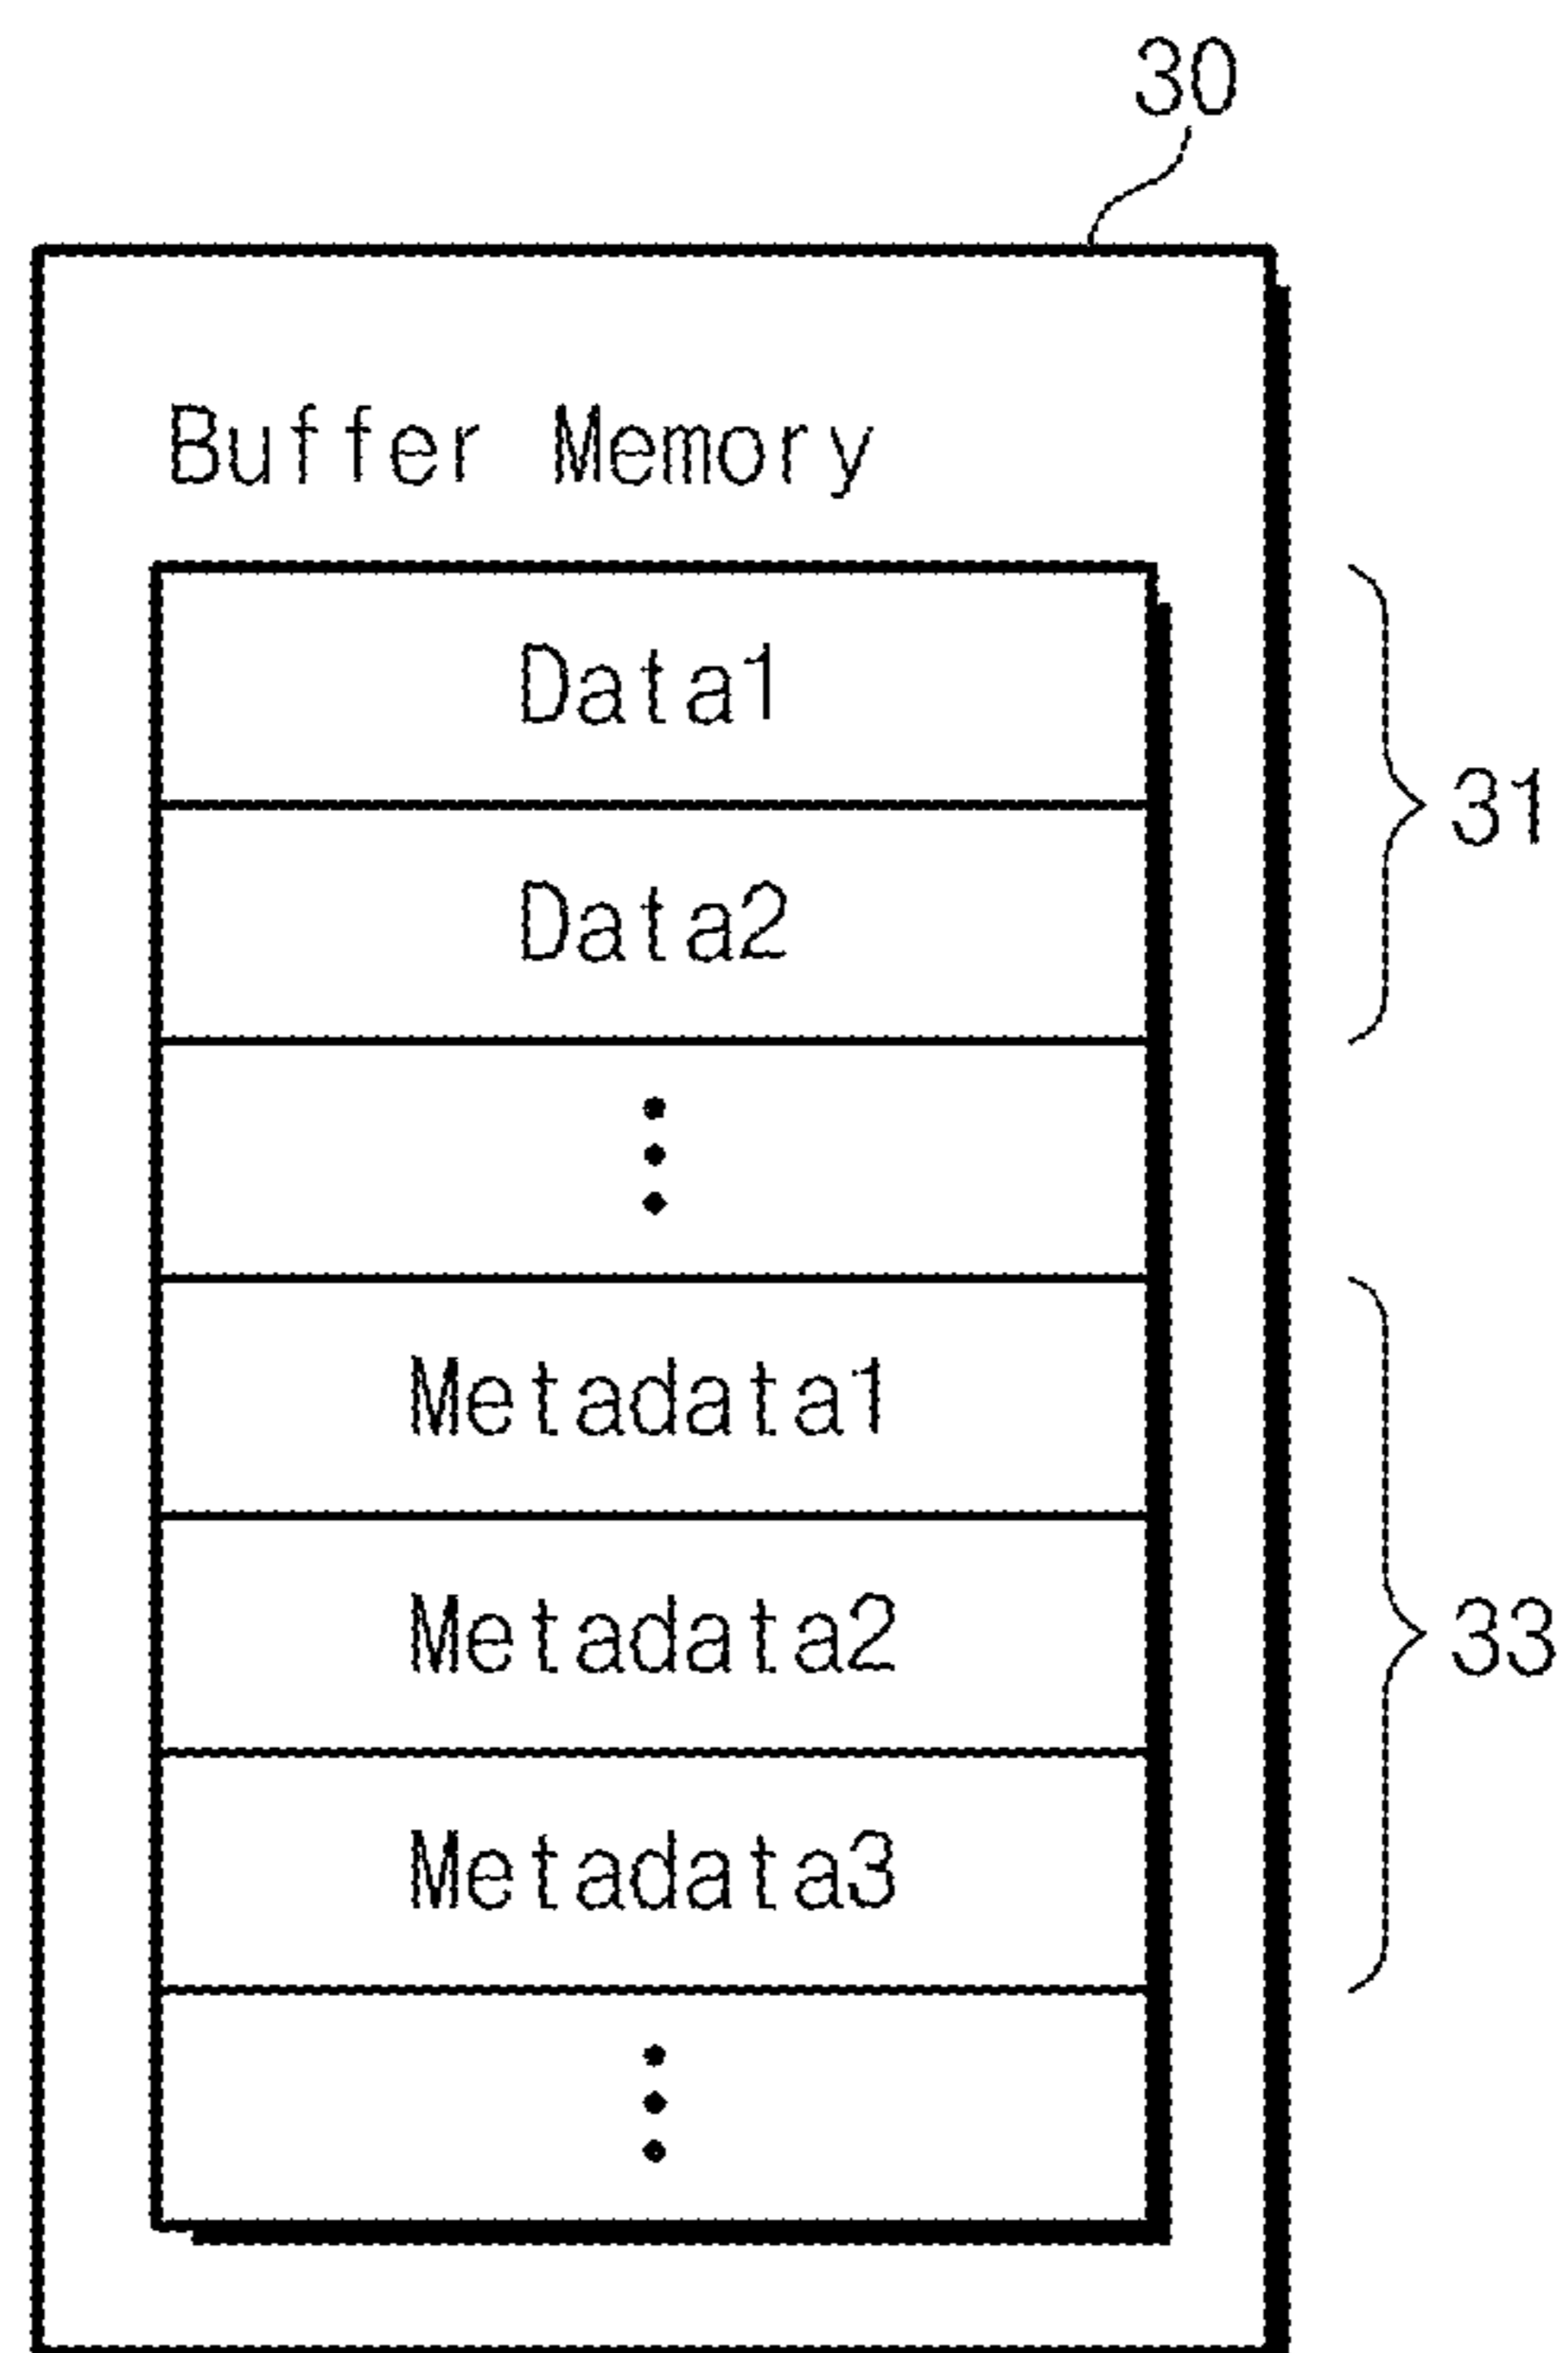 30
Buffer Memory
Data1
31
Data2
Metadata1
Metadata2
33
Metadata3